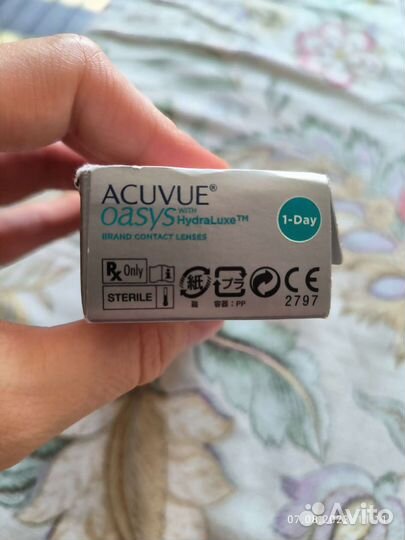 ACUVUE®
oasys WITH HydraLuxe™
1-Day
BRAND CONTACT LENSES
Rx Only
紙 プラ CE
STERILE
箱 容器:PP 2797
Avito